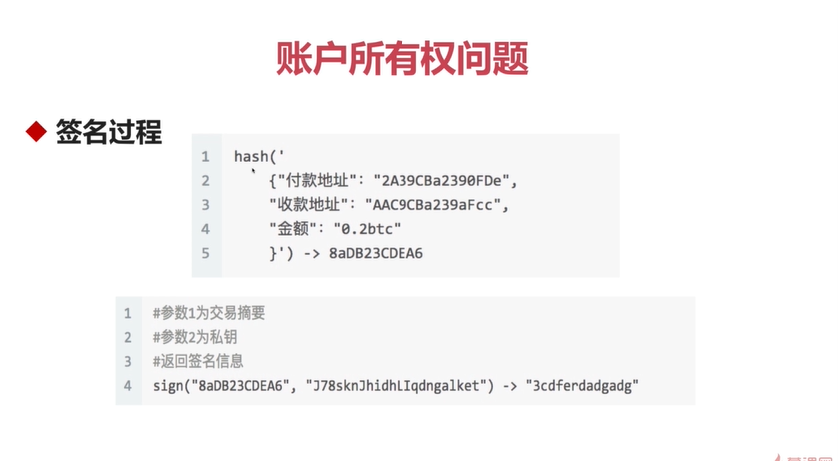 账户所有权问题
签名过程
1 hash('
2 {"付款地址": "2A39CBa2390FDe",
3 "收款地址": "AAC9CBa239aFcc",
4 "金额": "0.2btc"
5 }') -> 8aDB23CDEA6
1 #参数1为交易摘要
2 #参数2为私钥
3 #返回签名信息
4 sign("8aDB23CDEA6", "J78sknJhidhLIqdngalket") -> "3cdferdadgadg"